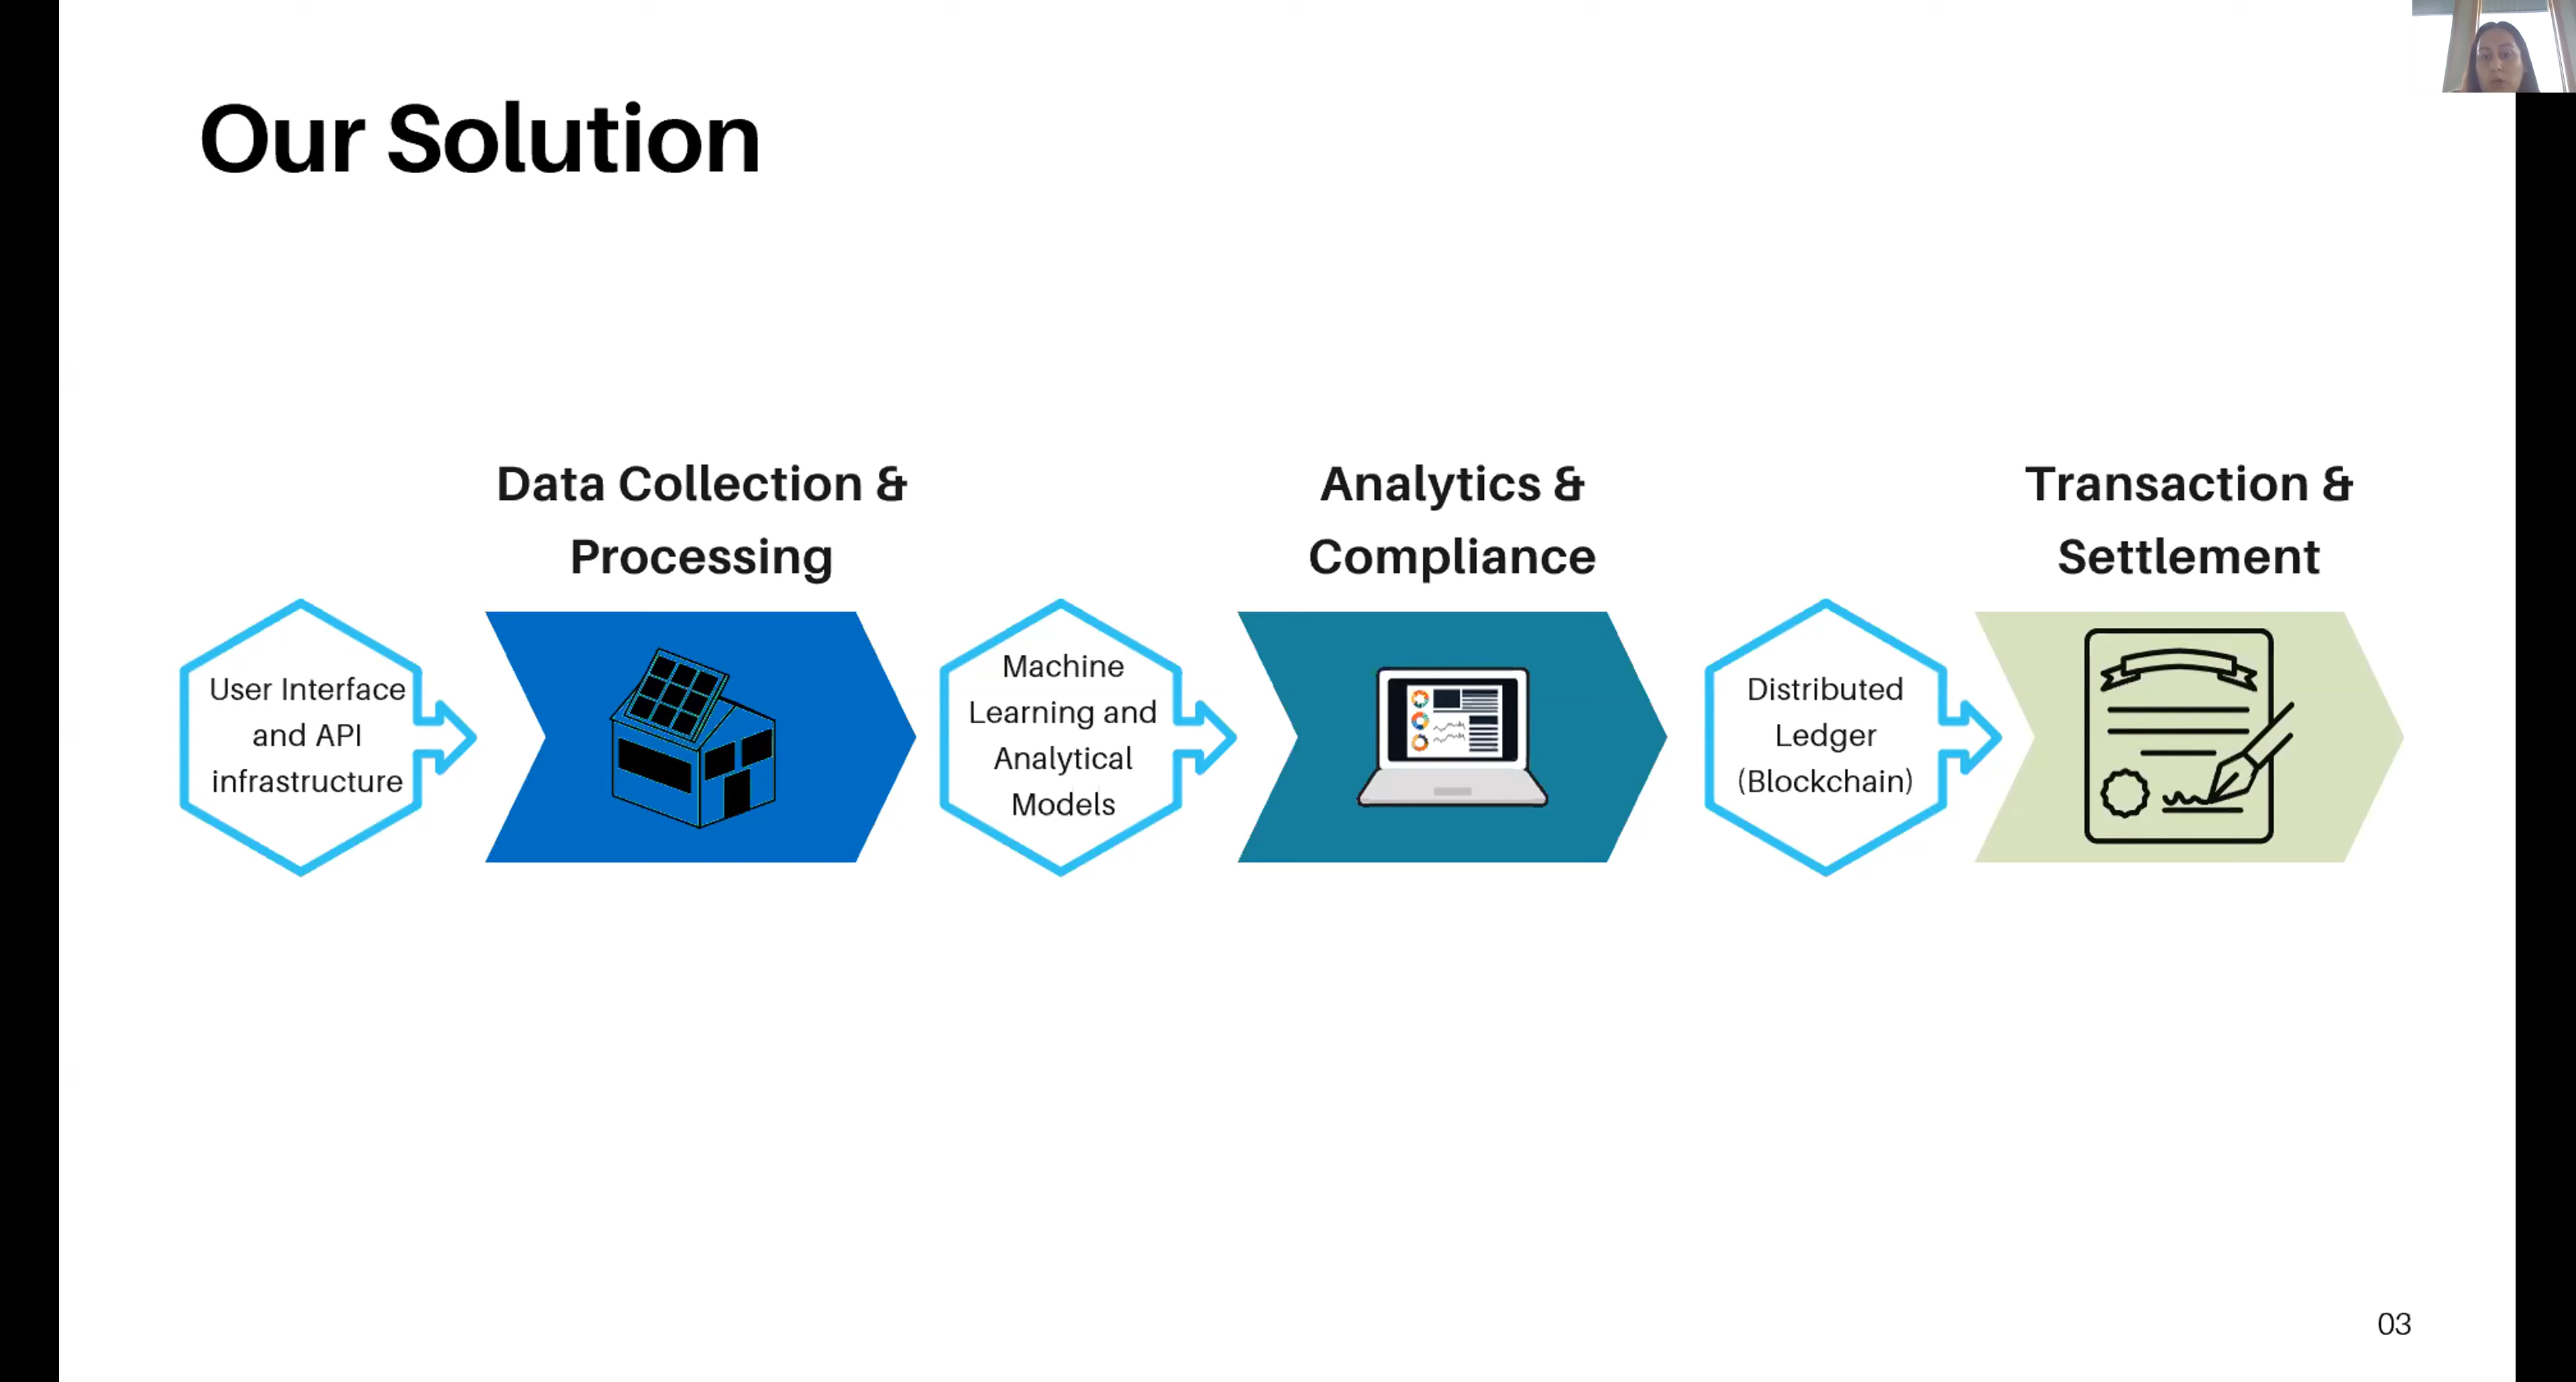 Our Solution
Data Collection &
Processing
Analytics &
Compliance
Transaction &
Settlement
User Interface
and API
infrastructure
Machine
Learning and
Analytical
Models
Distributed
Ledger
(Blockchain)
03